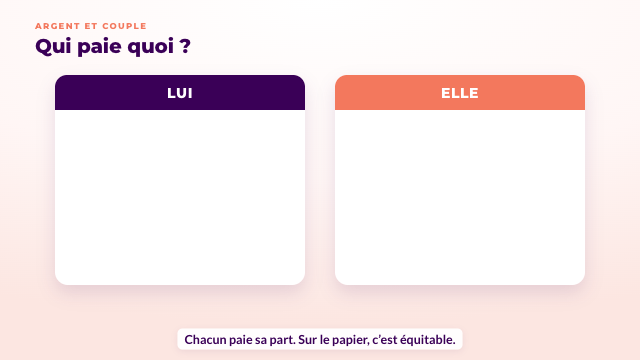 ARGENT ET COUPLE
Qui paie quoi ?
LUI
ELLE
Chacun paie sa part. Sur le papier, c'est équitable.